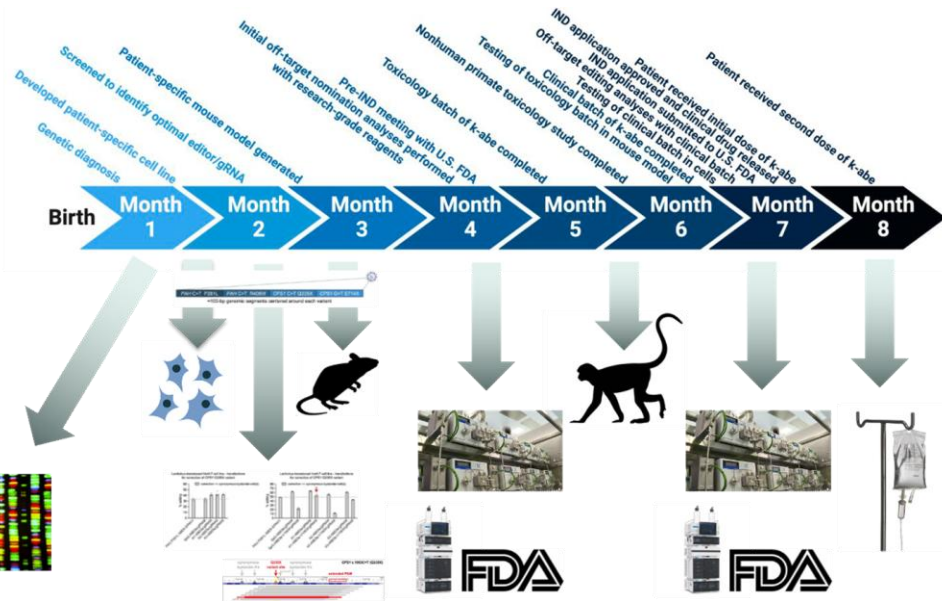 Genetic diagnosis
Developed patient-specific cell line
Screened to identify optimal editor/gRNA
Patient-specific mouse model generated
Initial off-target nomination analyses performed
with research-grade reagents
Pre-IND meeting with U.S. FDA
Toxicology batch of k-abe completed
Nonhuman primate toxicology study completed
Testing of toxicology batch in mouse model
Clinical batch of k-abe completed
Testing of clinical batch in cells
Off-target editing analyses with clinical batch
IND application submitted to U.S. FDA
IND application approved and clinical drug released
Patient received initial dose of k-abe
Patient received second dose of k-abe
Birth
Month
1
Month
2
Month
3
Month
4
Month
5
Month
6
Month
7
Month
8
FDA
FDA